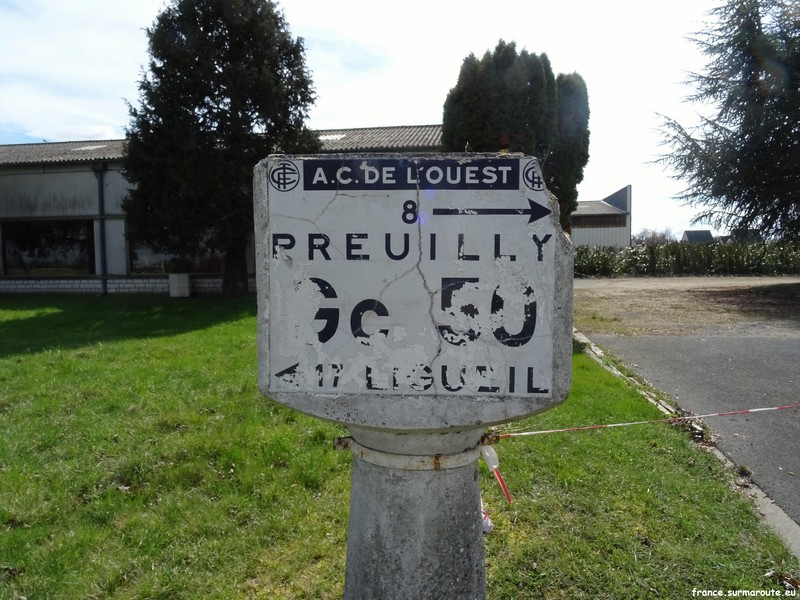 A.C. DE L'OUEST
8
PREUILLY
Gc 50
17 LIGUEIL
france.surmaroute.eu